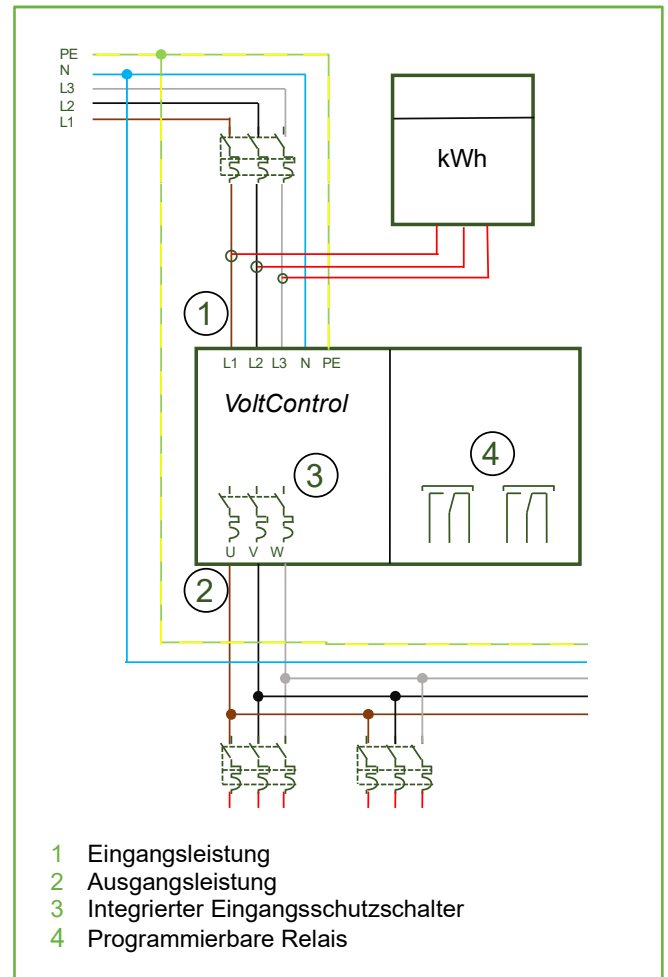 PE
N
L3
L2
L1
kWh
1
L1 L2 L3 N PE
VoltControl
3
4
U V W
2
1 Eingangsleistung
2 Ausgangsleistung
3 Integrierter Eingangsschutzschalter
4 Programmierbare Relais